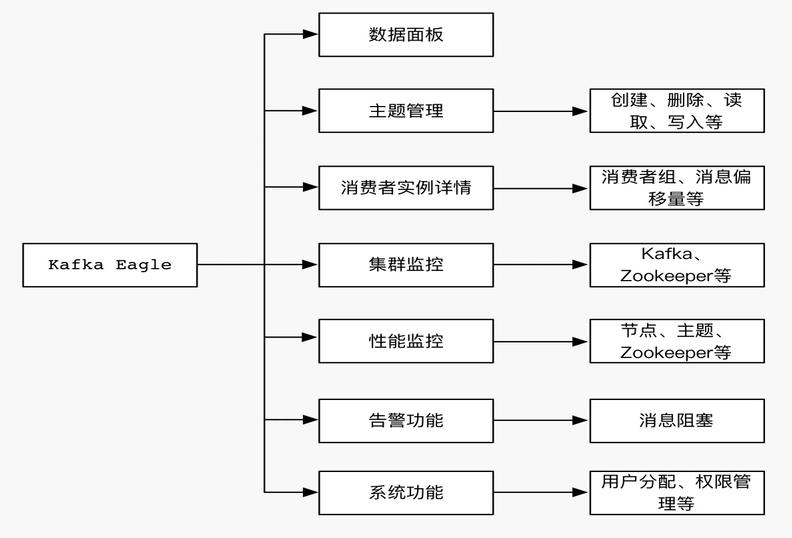 数据面板
主题管理
创建、删除、读
取、写入等
消费者实例详情
消费者组、消息偏
移量等
Kafka Eagle
集群监控
Kafka、
Zookeeper等
性能监控
节点、主题、
Zookeeper等
告警功能
消息阻塞
系统功能
用户分配、权限管
理等